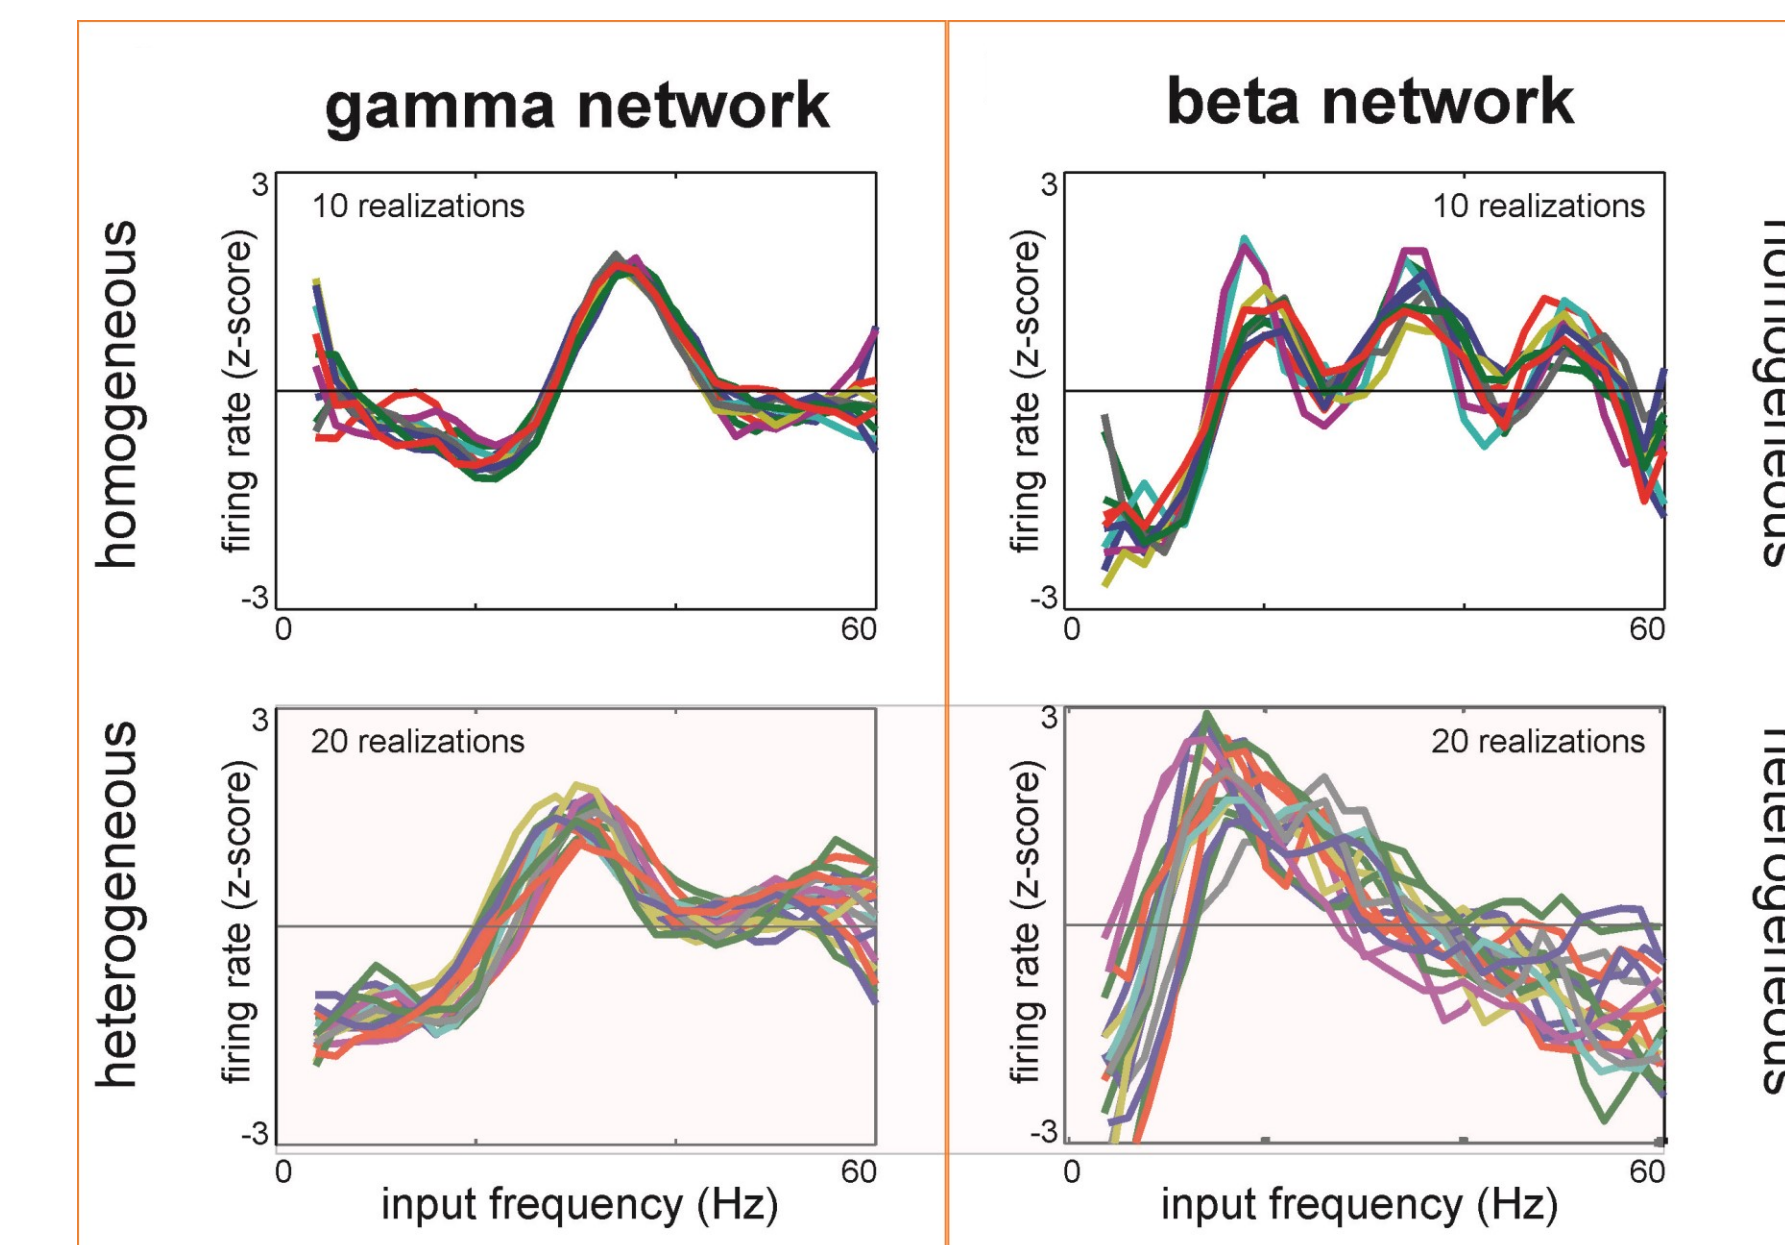 gamma network
beta network
homogeneous
firing rate (z-score)
3
10 realizations
-3
0
60
firing rate (z-score)
3
10 realizations
-3
0
60
homogeneous
heterogeneous
firing rate (z-score)
3
20 realizations
-3
0
60
input frequency (Hz)
firing rate (z-score)
3
20 realizations
-3
0
60
input frequency (Hz)
heterogeneous